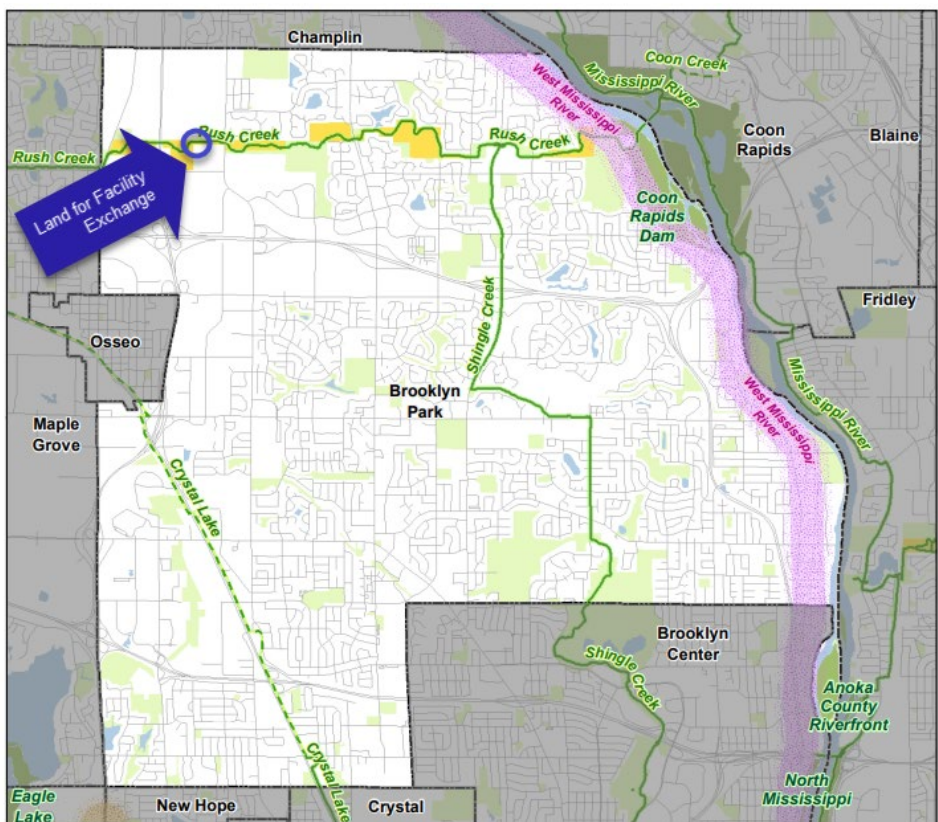 Champlin
Coon Creek
Mississippi River
West Mississippi
River
Coon
Rapids
Blaine
Rush Creek
Rush Creek
Rush Creek
Land for Facility
Exchange
Coon
Rapids
Dam
Fridley
Osseo
Shingle Creek
Brooklyn
Park
Mississippi River
West Mississippi
River
Maple
Grove
Crystal Lake
Brooklyn
Center
Shingle Creek
Anoka
County
Riverfront
Crystal Lake
North
Mississippi
Eagle
Lake
New Hope
Crystal